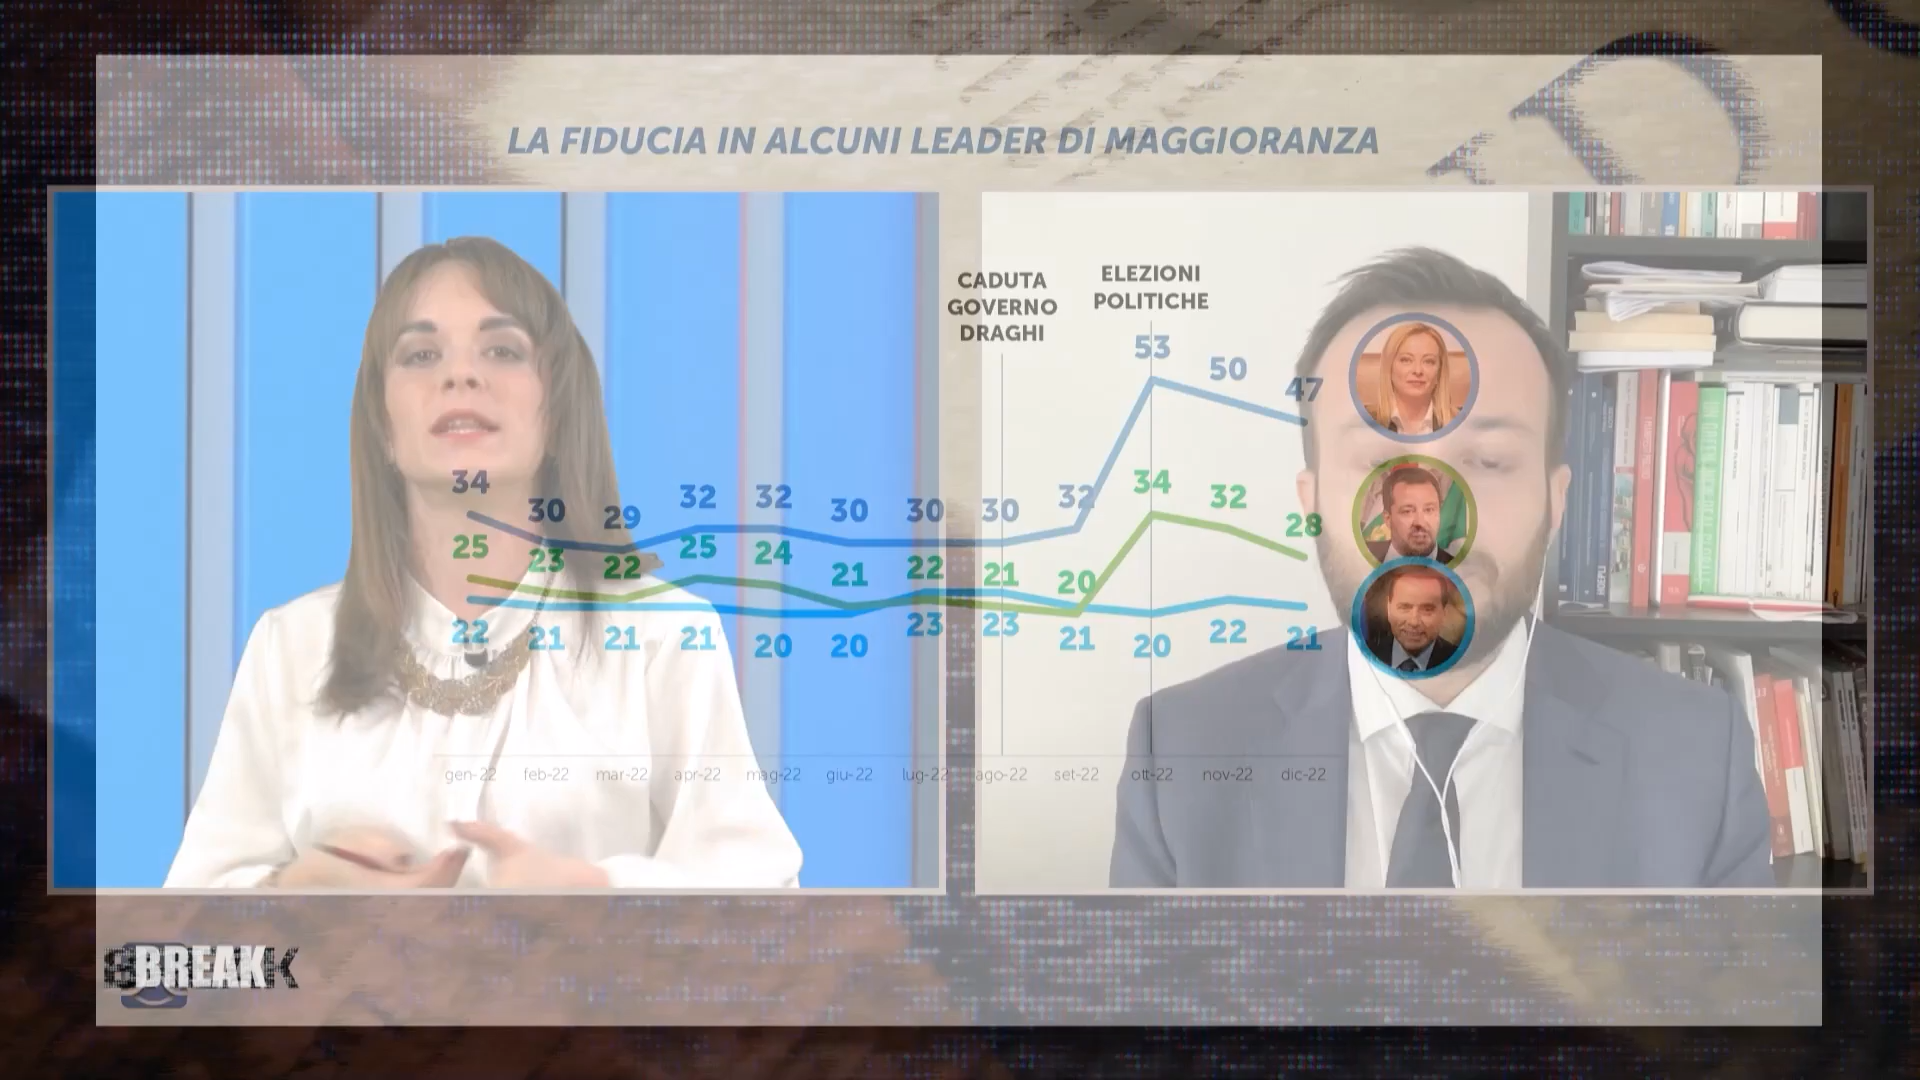 LA FIDUCIA IN ALCUNI LEADER DI MAGGIORANZA
CADUTA
GOVERNO
DRAGHI
ELEZIONI
POLITICHE
53
50
47
34
30
29
32
32
30
30
30
32
34
32
28
25
23
22
25
24
21
22
21
20
22
21
21
21
20
20
23
23
21
20
22
21
gen-22
feb-22
mar-22
apr-22
mag-22
giu-22
lug-22
ago-22
set-22
ott-22
nov-22
dic-22
HOEPLI
BREAK